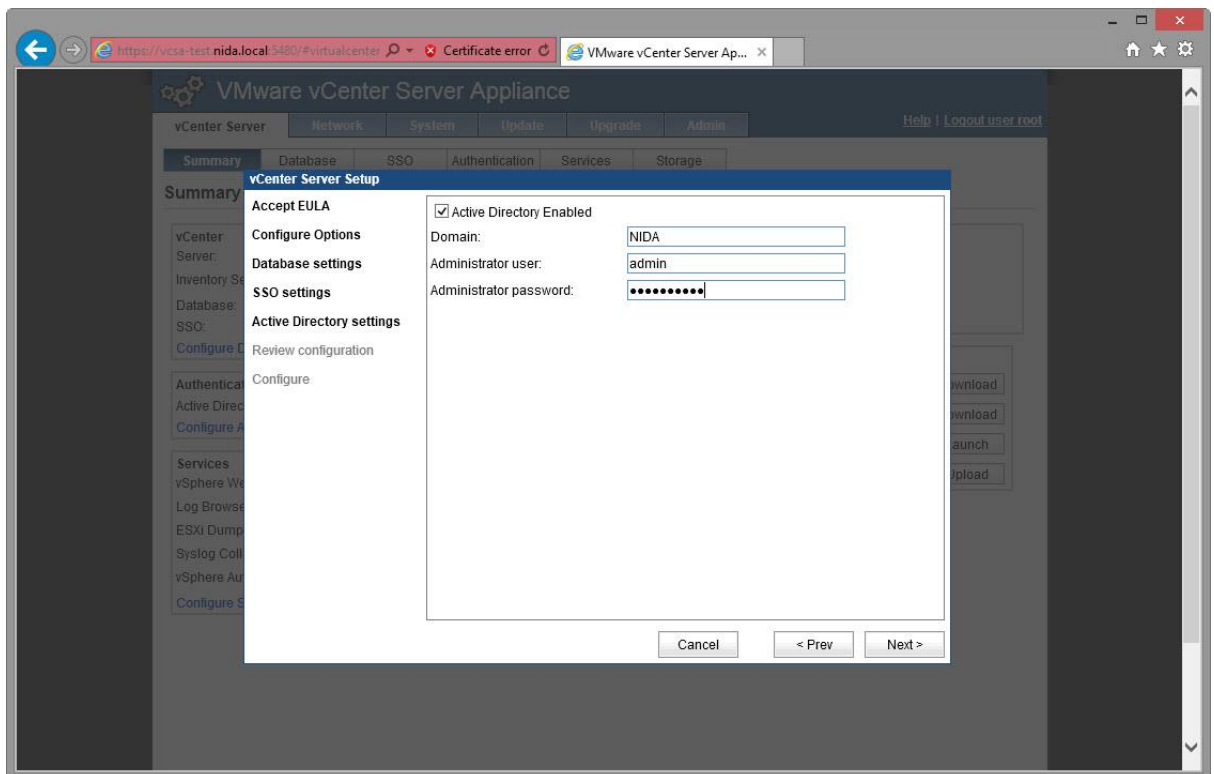 https://vcsa-test.nida.local:5480/#virtualcenter Certificate error VMware vCenter Server Ap...
VMware vCenter Server Appliance
vCenter Server Network System Update Upgrade Admin Help | Logout user root
Summary Database SSO Authentication Services Storage
Summary
vCenter Server Setup
Accept EULA
Configure Options
Database settings
SSO settings
Active Directory settings
Review configuration
Configure
Active Directory Enabled
Domain: NIDA
Administrator user: admin
Administrator password: ••••••••••
Cancel < Prev Next >
vCenter
Server:
Inventory Se
Database:
SSO:
Configure D
Authenticat
Active Direc
Configure A
Services
vSphere We
Log Browse
ESXi Dump
Syslog Coll
vSphere Au
Configure S
ownload
ownload
aunch
Upload